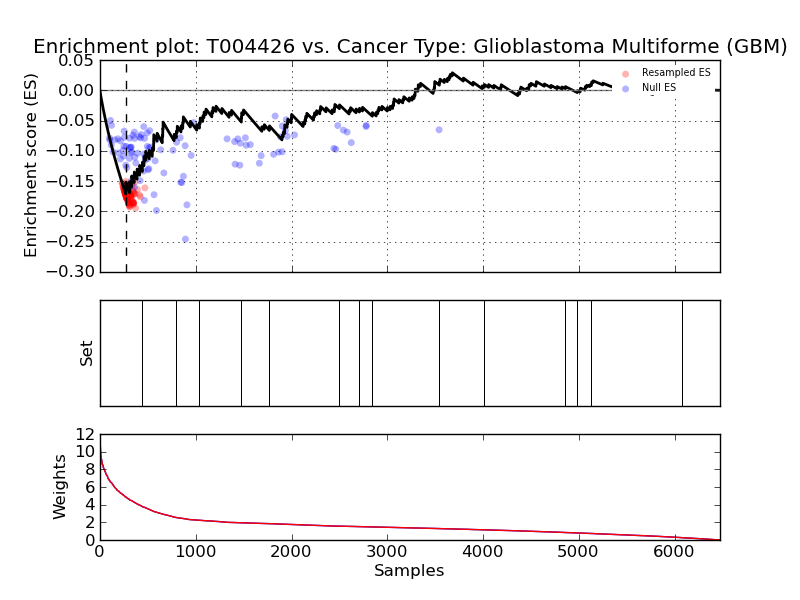 Enrichment plot: T004426 vs. Cancer Type: Glioblastoma Multiforme (GBM)
0.05
0.00
−0.05
−0.10
−0.15
−0.20
−0.25
−0.30
Enrichment score (ES)
Resampled ES
Null ES
Set
12
10
8
6
4
2
0
Weights
0 1000 2000 3000 4000 5000 6000
Samples